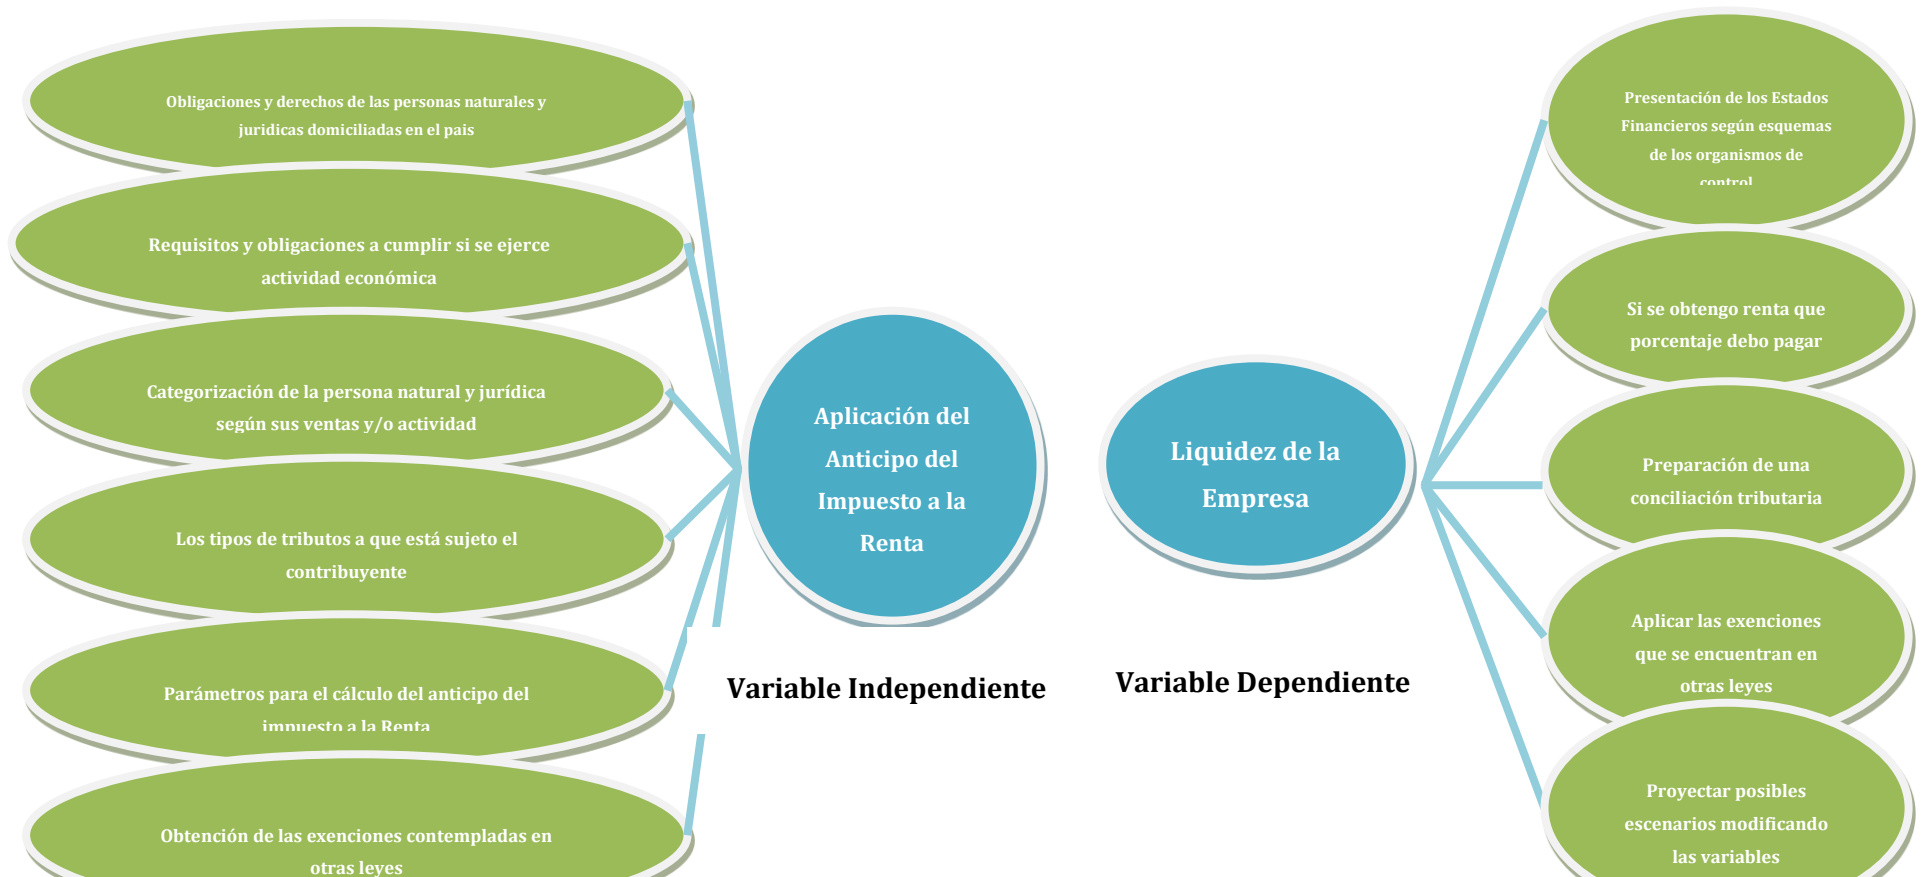 Obligaciones y derechos de las personas naturales y
juridicas domiciliadas en el pais
Requisitos y obligaciones a cumplir si se ejerce
actividad económica
Categorización de la persona natural y jurídica
según sus ventas y/o actividad
Los tipos de tributos a que está sujeto el
contribuyente
Parámetros para el cálculo del anticipo del
impuesto a la Renta
Obtención de las exenciones contempladas en
otras leyes
Aplicación del
Anticipo del
Impuesto a la
Renta
Variable Independiente
Liquidez de la
Empresa
Variable Dependiente
Presentación de los Estados
Financieros según esquemas
de los organismos de
control
Si se obtengo renta que
porcentaje debo pagar
Preparación de una
conciliación tributaria
Aplicar las exenciones
que se encuentran en
otras leyes
Proyectar posibles
escenarios modificando
las variables